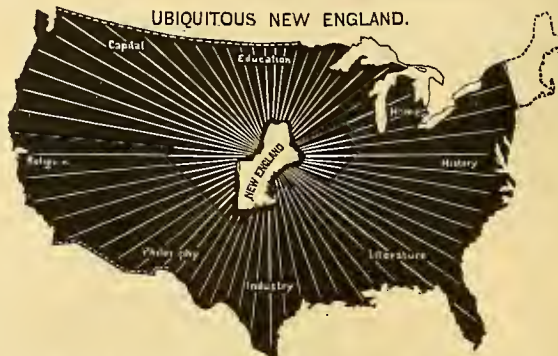 UBIQUITOUS NEW ENGLAND.
Capital
Education
History
NEW ENGLAND
Literature
Industry